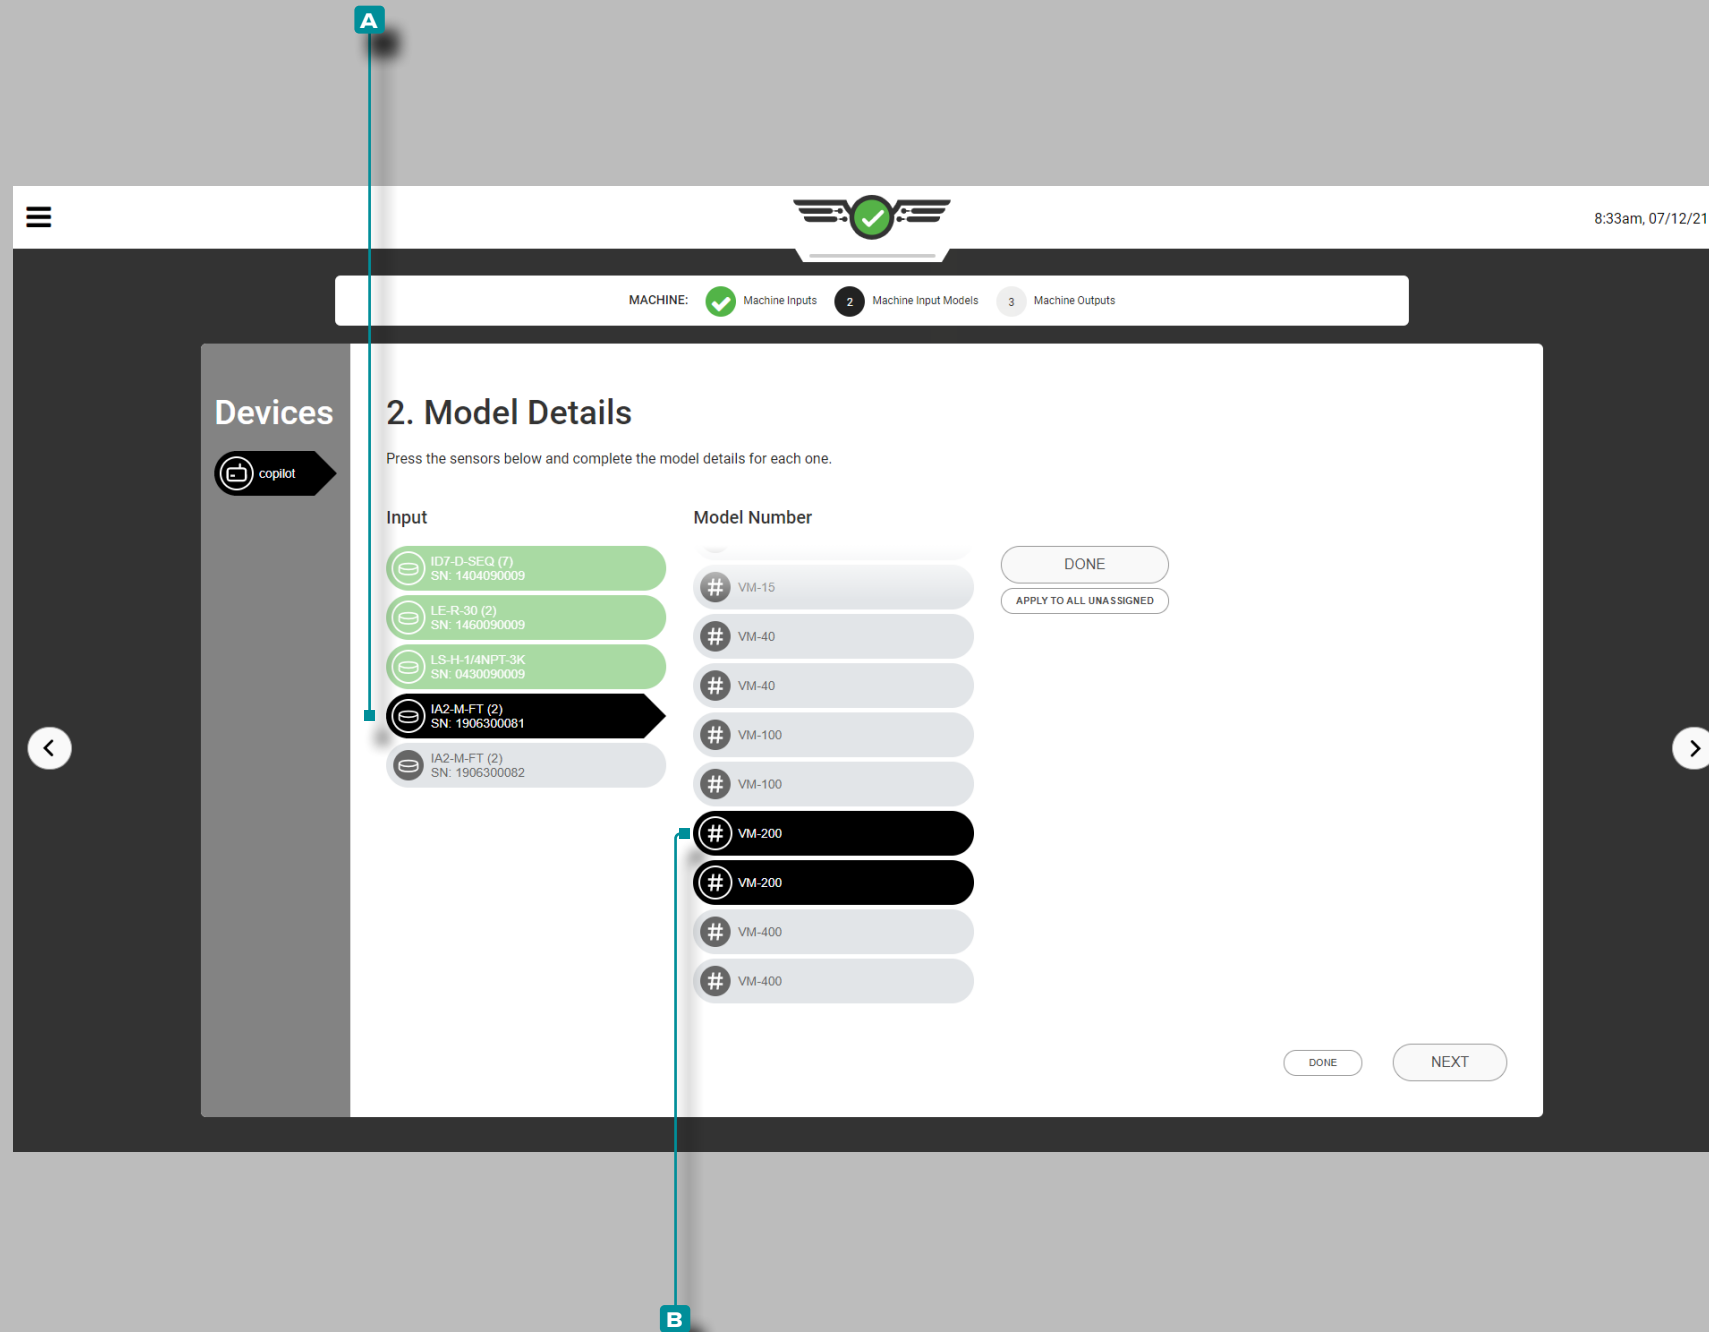 A
8:33am, 07/12/21
MACHINE: Machine Inputs 2 Machine Input Models 3 Machine Outputs
Devices
copilot
2. Model Details
Press the sensors below and complete the model details for each one.
Input
ID7-D-SEQ (7)
SN: 1404090009
LE-R-30 (2)
SN: 1460090009
LS-H-1/4NPT-3K
SN: 0430090009
IA2-M-FT (2)
SN: 1906300081
IA2-M-FT (2)
SN: 1906300082
Model Number
# VM-15
# VM-40
# VM-40
# VM-100
# VM-100
# VM-200
# VM-200
# VM-400
# VM-400
DONE
APPLY TO ALL UNASSIGNED
DONE
NEXT
B